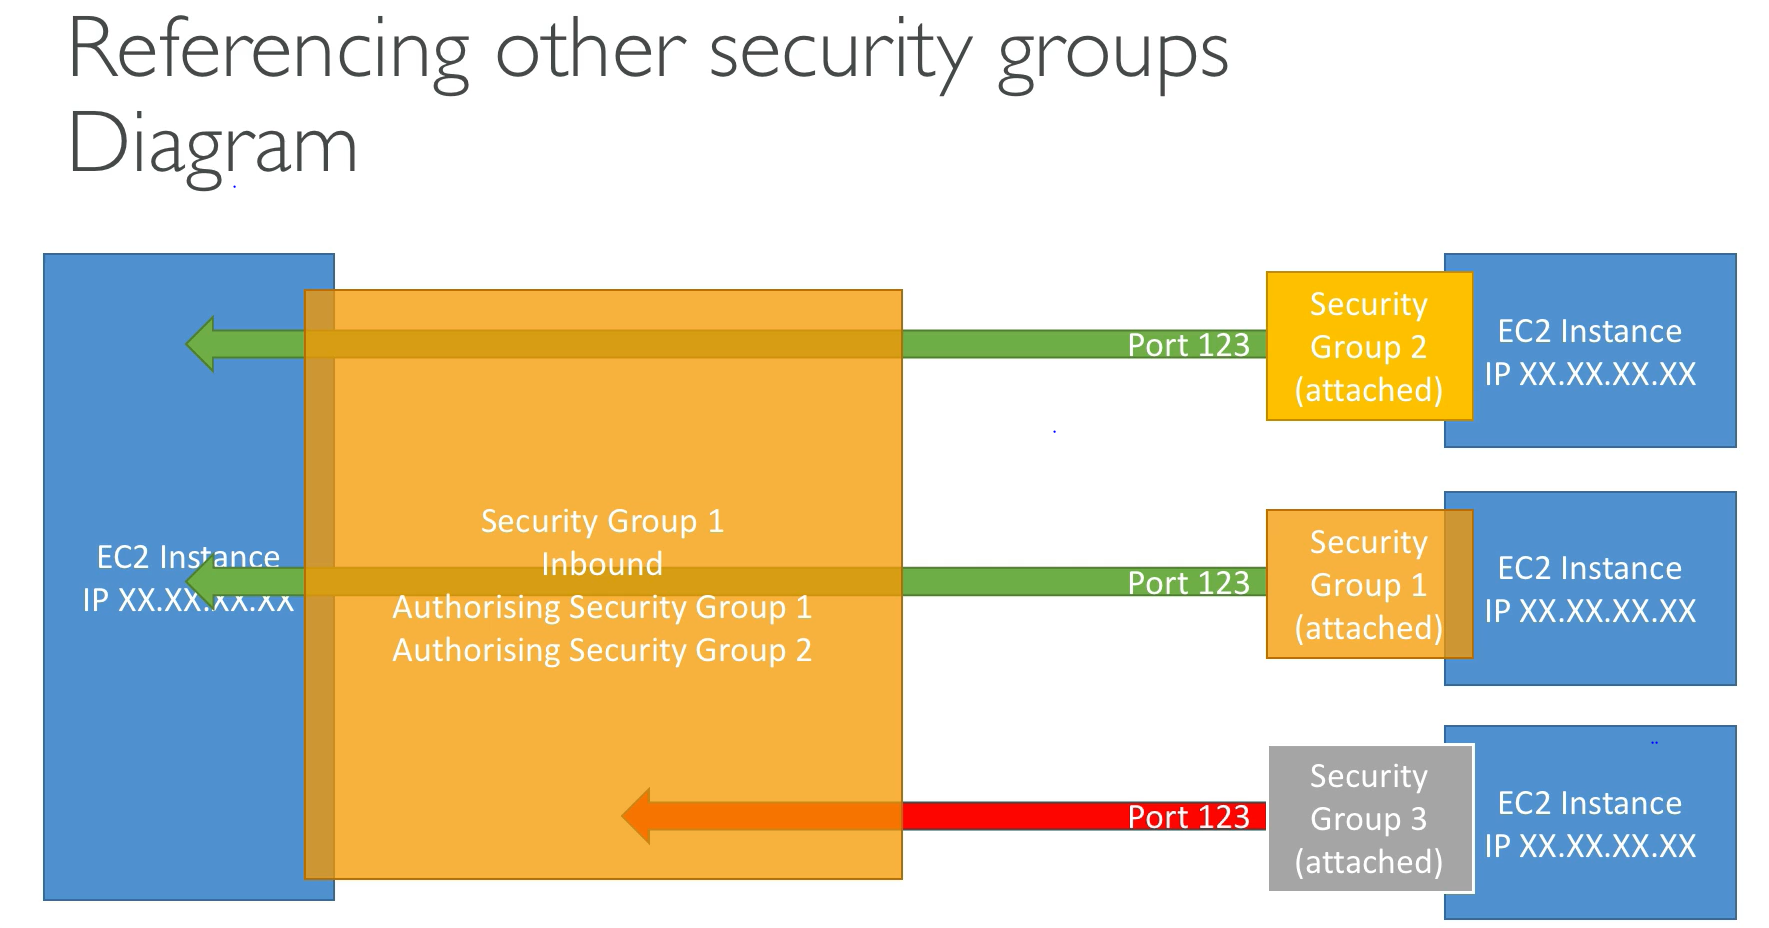 Referencing other security groups
Diagram
EC2 Instance
IP XX.XX.XX.XX
Security Group 1
Inbound
Authorising Security Group 1
Authorising Security Group 2
Port 123
Security
Group 2
(attached)
EC2 Instance
IP XX.XX.XX.XX
Port 123
Security
Group 1
(attached)
EC2 Instance
IP XX.XX.XX.XX
Port 123
Security
Group 3
(attached)
EC2 Instance
IP XX.XX.XX.XX